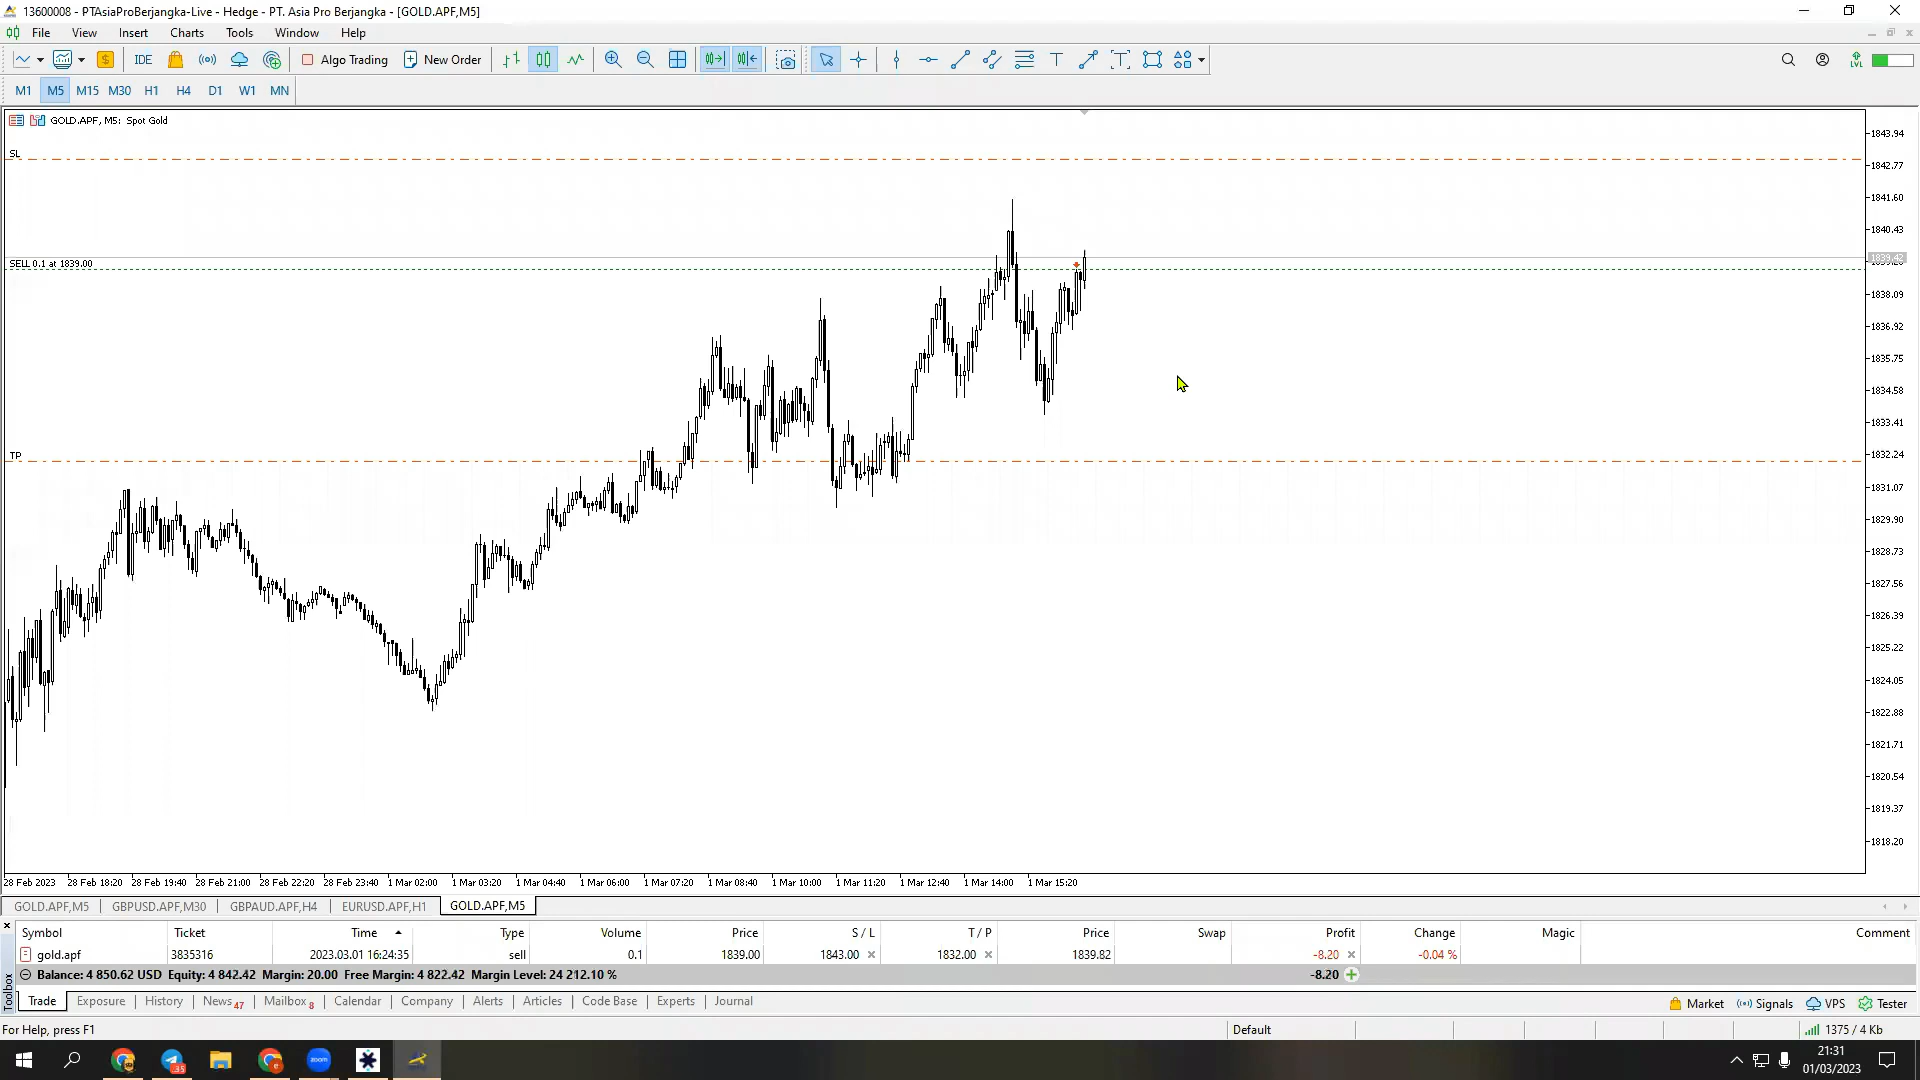 13600008 - PTAsiaProBerjangka-Live - Hedge - PT. Asia Pro Berjangka - [GOLD.APF,M5]
File View Insert Charts Tools Window Help
IDE Algo Trading New Order LVL
M1 M5 M15 M30 H1 H4 D1 W1 MN
GOLD.APF, M5: Spot Gold
1843.94
SL
1842.77
1841.60
1840.43
1839.42
SELL 0.1 at 1839.00
1838.09
1836.92
1835.75
1834.58
1833.41
TP
1832.24
1831.07
1829.90
1828.73
1827.56
1826.39
1825.22
1824.05
1822.88
1821.71
1820.54
1819.37
1818.20
28 Feb 2023 28 Feb 18:20 28 Feb 19:40 28 Feb 21:00 28 Feb 22:20 28 Feb 23:40 1 Mar 02:00 1 Mar 03:20 1 Mar 04:40 1 Mar 06:00 1 Mar 07:20 1 Mar 08:40 1 Mar 10:00 1 Mar 11:20 1 Mar 12:40 1 Mar 14:00 1 Mar 15:20
GOLD.APF,M5 GBPUSD.APF,M30 GBPAUD.APF,H4 EURUSD.APF,H1 GOLD.APF,M5
Symbol Ticket Time Type Volume Price S / L T / P Price Swap Profit Change Magic Comment
gold.apf 3835316 2023.03.01 16:24:35 sell 0.1 1839.00 1843.00 1832.00 1839.82 -8.20 -0.04 %
Balance: 4 850.62 USD Equity: 4 842.42 Margin: 20.00 Free Margin: 4 822.42 Margin Level: 24 212.10 % -8.20
Toolbox
Trade Exposure History News 47 Mailbox 8 Calendar Company Alerts Articles Code Base Experts Journal Market Signals VPS Tester
For Help, press F1 Default 1375 / 4 Kb
zoom 35
21:31
01/03/2023